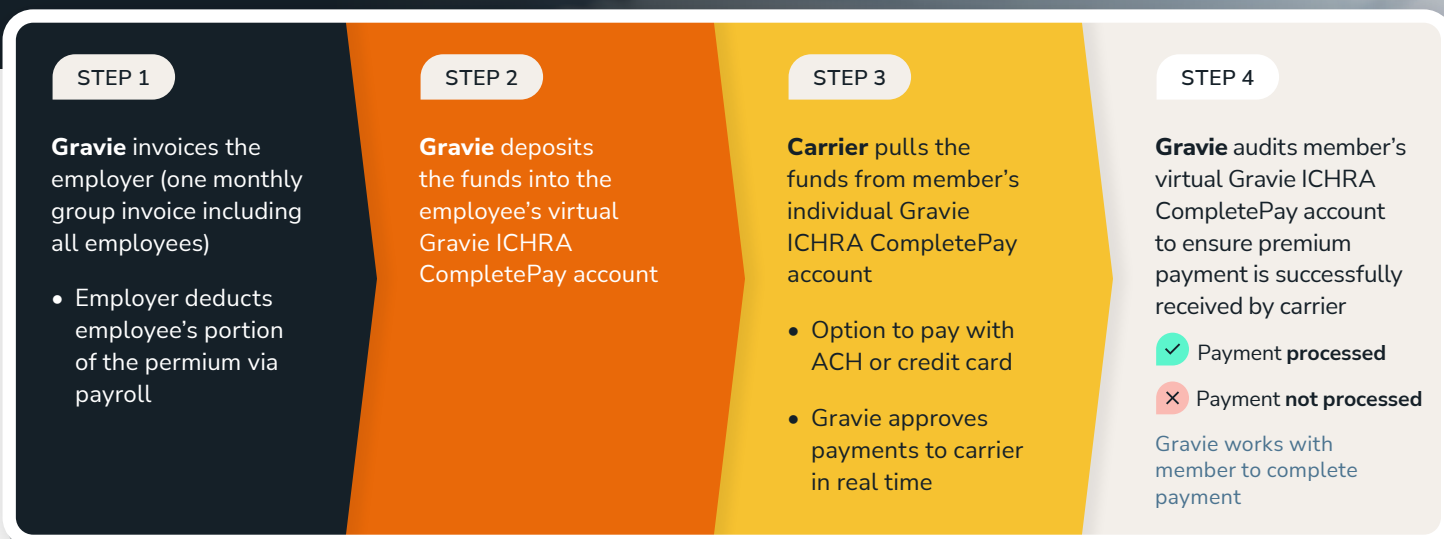 STEP 1
Gravie invoices the
employer (one monthly
group invoice including
all employees)
• Employer deducts
employee’s portion
of the permium via
payroll
STEP 2
Gravie deposits
the funds into the
employee’s virtual
Gravie ICHRA
CompletePay account
STEP 3
Carrier pulls the
funds from member’s
individual Gravie
ICHRA CompletePay
account
• Option to pay with
ACH or credit card
• Gravie approves
payments to carrier
in real time
STEP 4
Gravie audits member’s
virtual Gravie ICHRA
CompletePay account
to ensure premium
payment is successfully
received by carrier
Payment processed
Payment not processed
Gravie works with
member to complete
payment